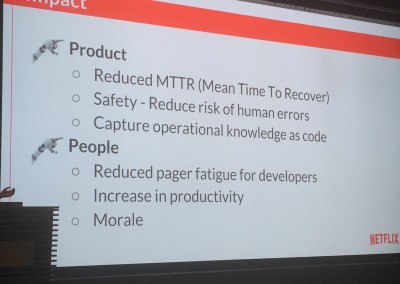 Impact
Product
Reduced MTTR (Mean Time To Recover)
Safety - Reduce risk of human errors
Capture operational knowledge as code
People
Reduced pager fatigue for developers
Increase in productivity
Morale
NETFLIX